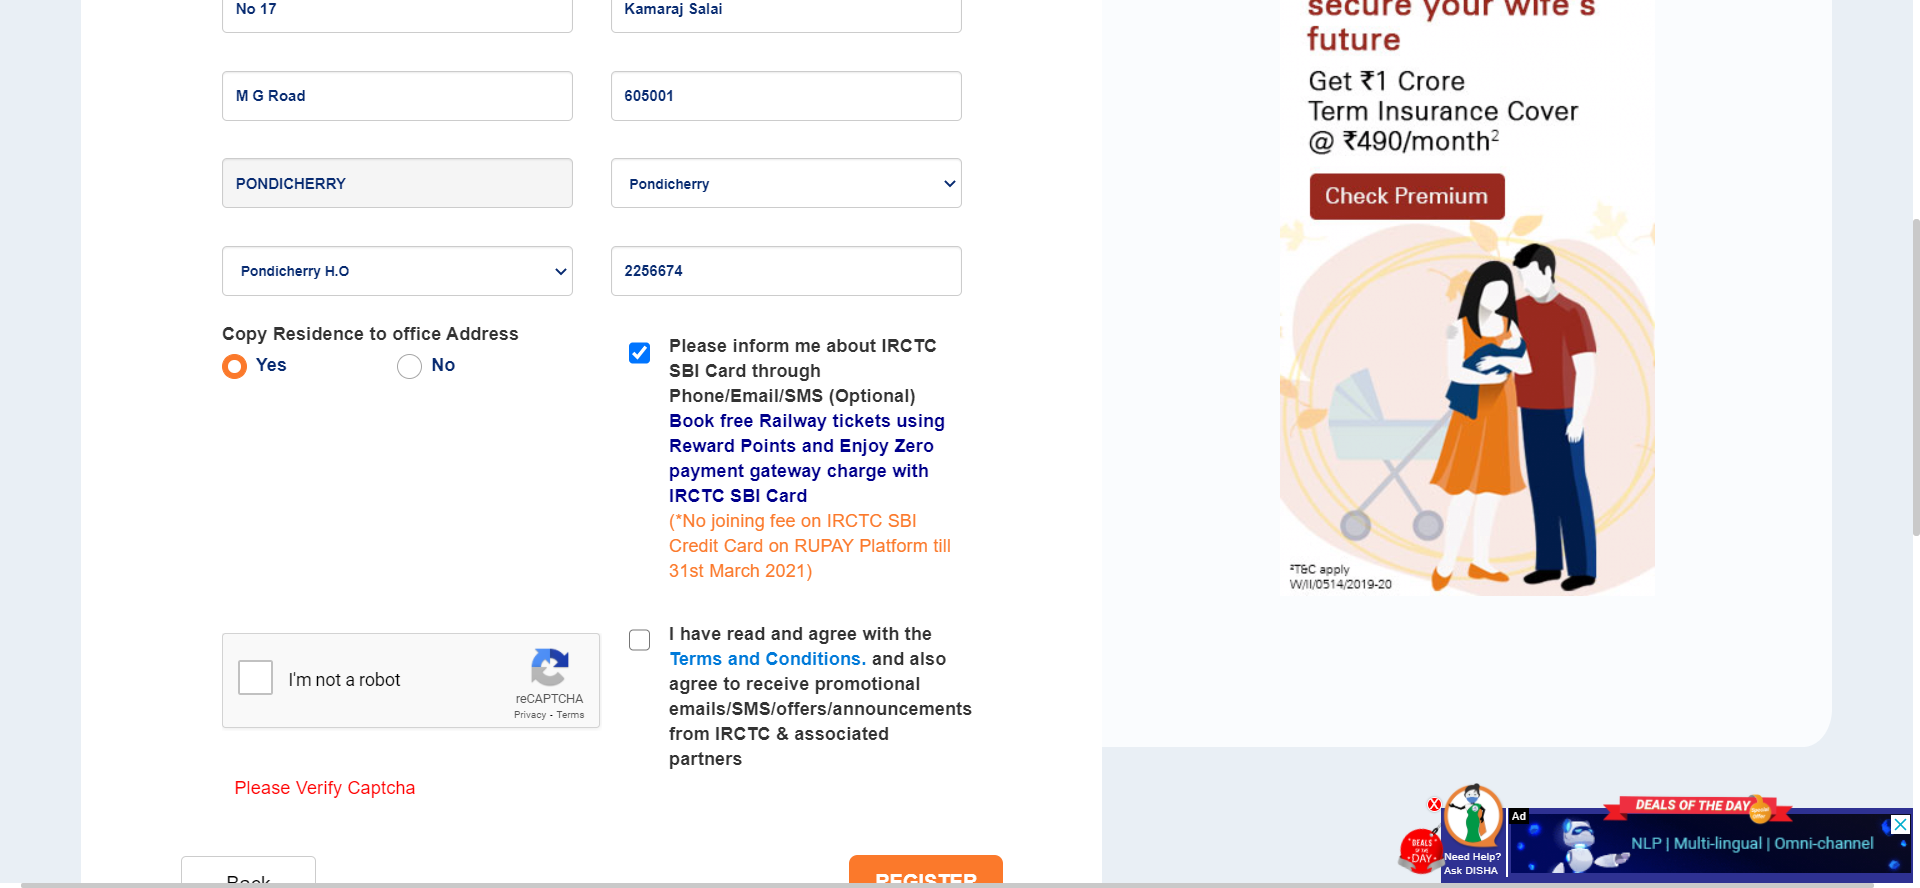 No 17
Kamaraj Salai
M G Road
605001
PONDICHERRY
Pondicherry
Pondicherry H.O
2256674
Copy Residence to office Address
Yes
No
Please inform me about IRCTC
SBI Card through
Phone/Email/SMS (Optional)
Book free Railway tickets using
Reward Points and Enjoy Zero
payment gateway charge with
IRCTC SBI Card
(*No joining fee on IRCTC SBI
Credit Card on RUPAY Platform till
31st March 2021)
I'm not a robot
reCAPTCHA
Privacy - Terms
I have read and agree with the
Terms and Conditions. and also
agree to receive promotional
emails/SMS/offers/announcements
from IRCTC & associated
partners
Please Verify Captcha
Back
REGISTER
secure your wife's
future
Get ₹1 Crore
Term Insurance Cover
@ ₹490/month²
Check Premium
²T&C apply
W/II/0514/2019-20
X
DEALS
OF THE
DAY
Need Help?
Ask DISHA
Ad
DEALS OF THE DAY
NLP | Multi-lingual | Omni-channel